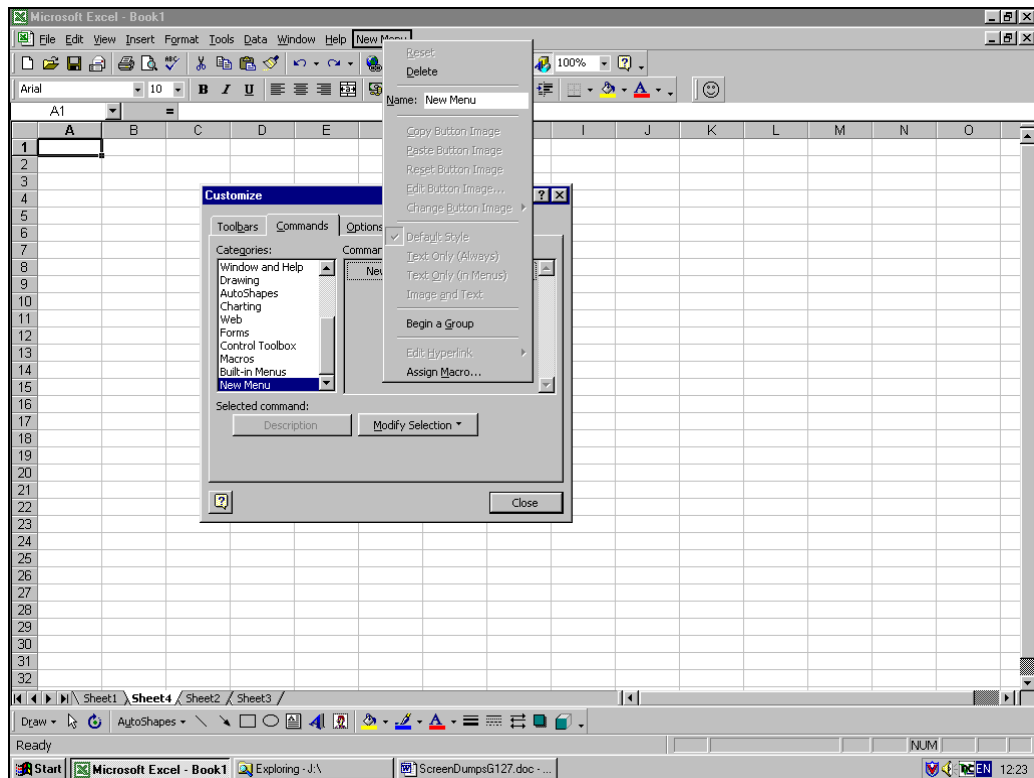 Microsoft Excel - Book1
File Edit View Insert Format Tools Data Window Help New Menu
100%
Arial 10 B I U
A1 =
A B C D E I J K L M N O
1
2
3
4
5
6
7
8
9
10
11
12
13
14
15
16
17
18
19
20
21
22
23
24
25
26
27
28
29
30
31
32
Reset
Delete
Name: New Menu
Copy Button Image
Paste Button Image
Reset Button Image
Edit Button Image...
Change Button Image
Default Style
Text Only (Always)
Text Only (in Menus)
Image and Text
Begin a Group
Edit Hyperlink
Assign Macro...
Customize
Toolbars Commands Options
Categories:
Window and Help
Drawing
AutoShapes
Charting
Web
Forms
Control Toolbox
Macros
Built-in Menus
New Menu
Selected command:
Description Modify Selection
Close
Sheet1 Sheet4 Sheet2 Sheet3
Draw AutoShapes
Ready NUM
Start Microsoft Excel - Book1 Exploring - J:\ ScreenDumpsG127.doc - ... EN 12:23